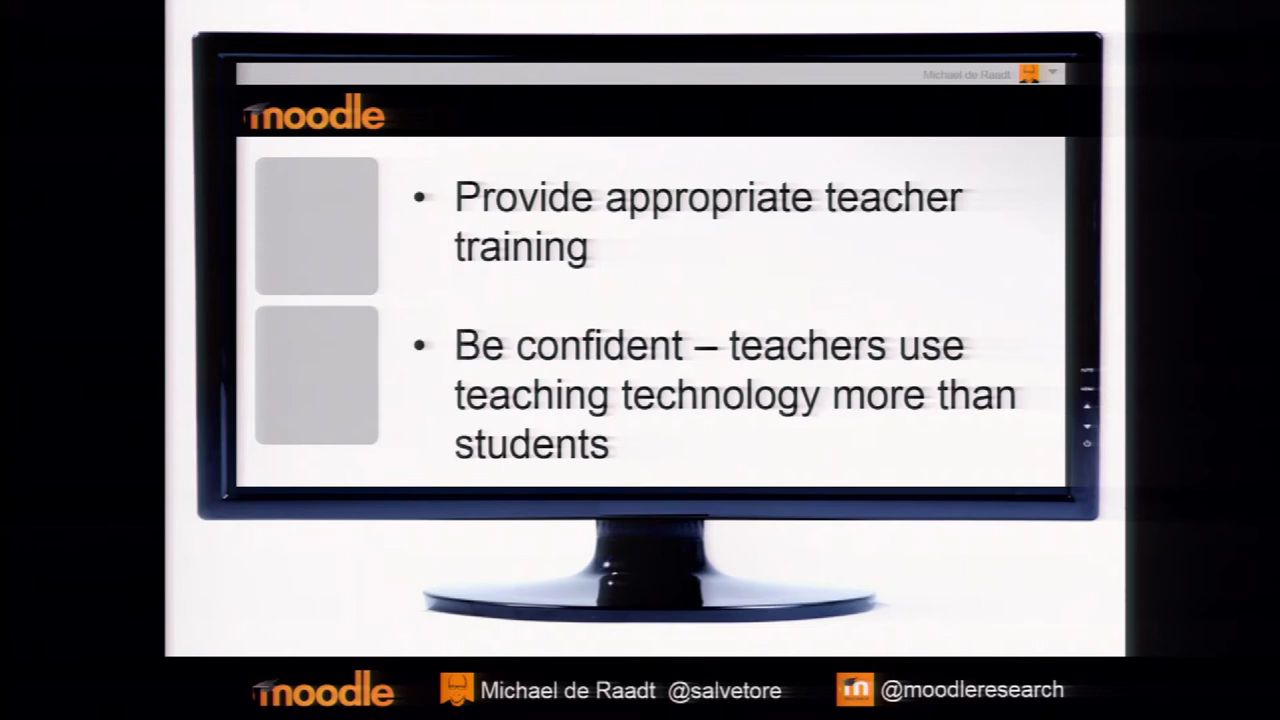 Michael de Raadt
moodle
• Provide appropriate teacher
training
• Be confident – teachers use
teaching technology more than
students
moodle
Michael de Raadt @salvetore
@moodleresearch